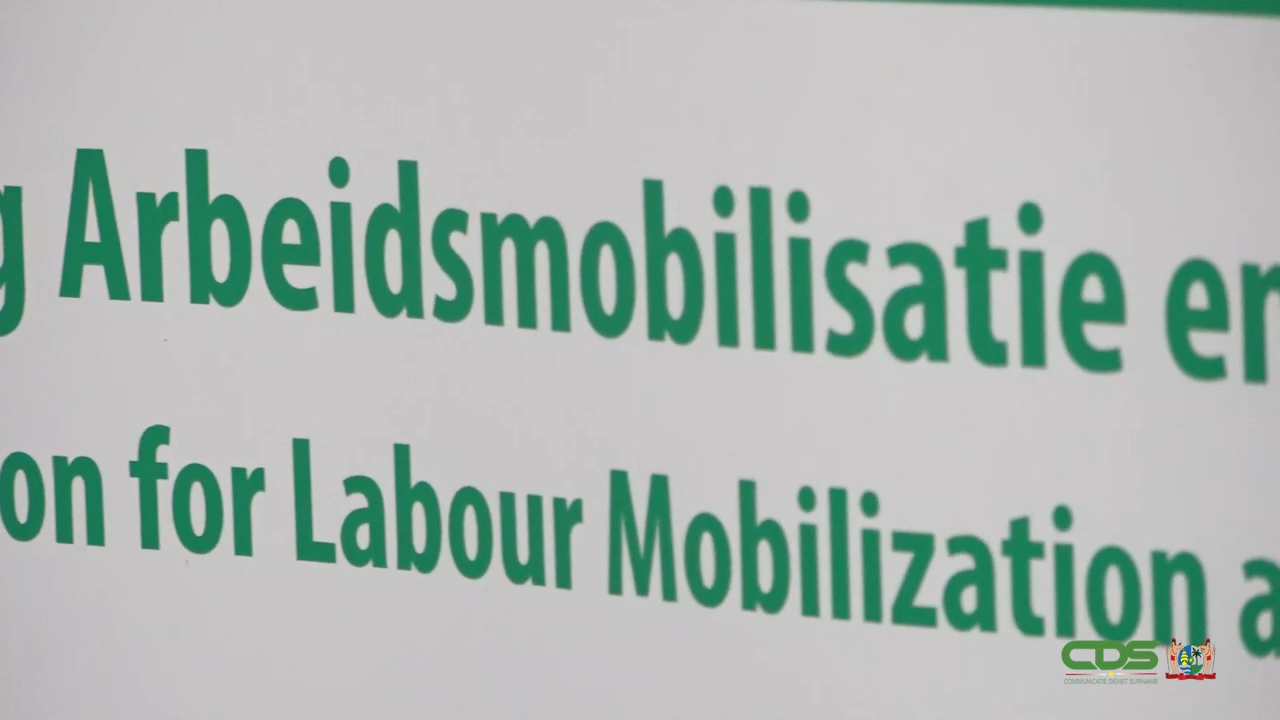 g Arbeidsmobilisatie en
on for Labour Mobilization a
CDS
COMMUNICATIE DIENST SURINAME